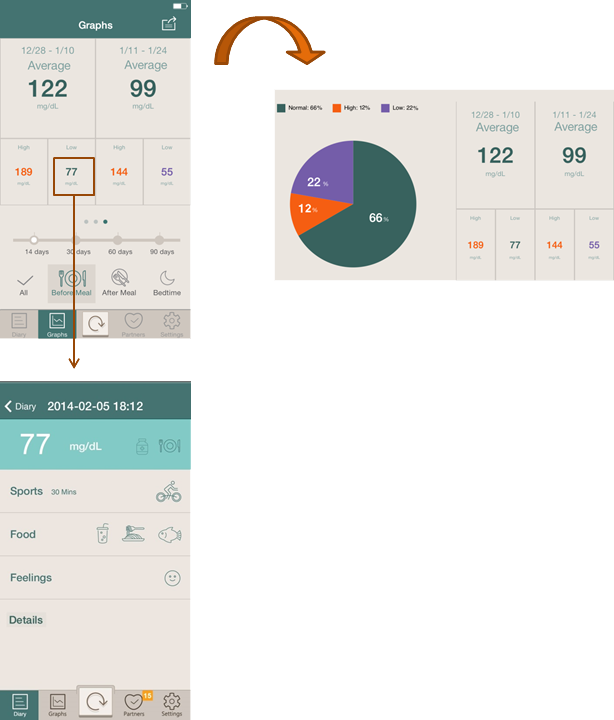 Graphs
12/28 - 1/10
Average
122
mg/dL
1/11 - 1/24
Average
99
mg/dL
High
189
mg/dL
Low
77
mg/dL
High
144
mg/dL
Low
55
mg/dL
14 days
30 days
60 days
90 days
All
Before Meal
After Meal
Bedtime
Diary
Graphs
Partners
Settings
Normal: 66%
High: 12%
Low: 22%
22 %
12 %
66 %
12/28 - 1/10
Average
122
mg/dL
1/11 - 1/24
Average
99
mg/dL
High
189
mg/dL
Low
77
mg/dL
High
144
mg/dL
Low
55
mg/dL
Diary
2014-02-05 18:12
77 mg/dL
Sports 30 Mins
Food
Feelings
Details
Diary
Graphs
15
Partners
Settings